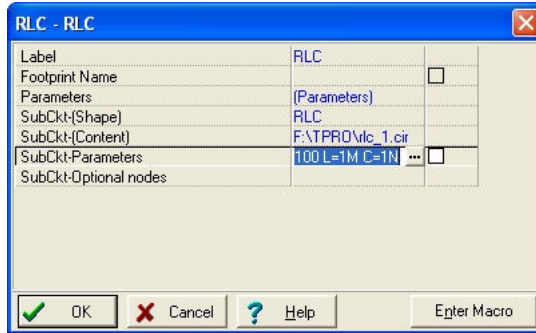 RLC - RLC
Label RLC
Footprint Name
Parameters (Parameters)
SubCkt-(Shape) RLC
SubCkt-(Content) F:\TPRO\rlc_1.cir
SubCkt-Parameters 100 L=1M C=1N ...
SubCkt-Optional nodes
OK Cancel ? Help Enter Macro